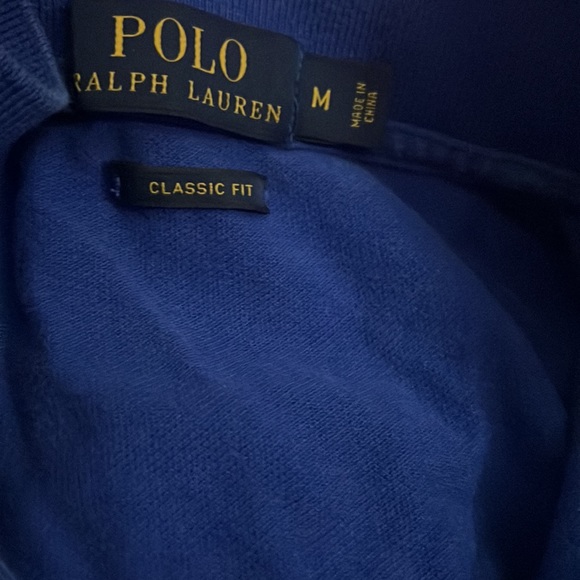 POLO
RALPH LAUREN
M
MADE IN
CHINA
CLASSIC FIT